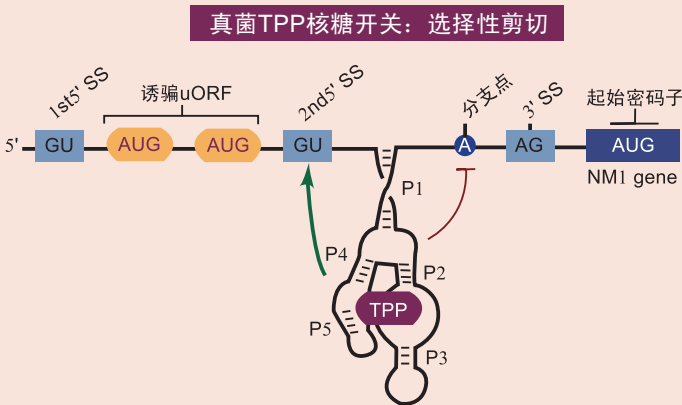 真菌TPP核糖开关：选择性剪切
1st5' SS
诱骗uORF
2nd5' SS
分支点
3' SS
起始密码子
5'
GU
AUG
AUG
GU
A
AG
AUG
NM1 gene
P1
P4
P2
TPP
P5
P3